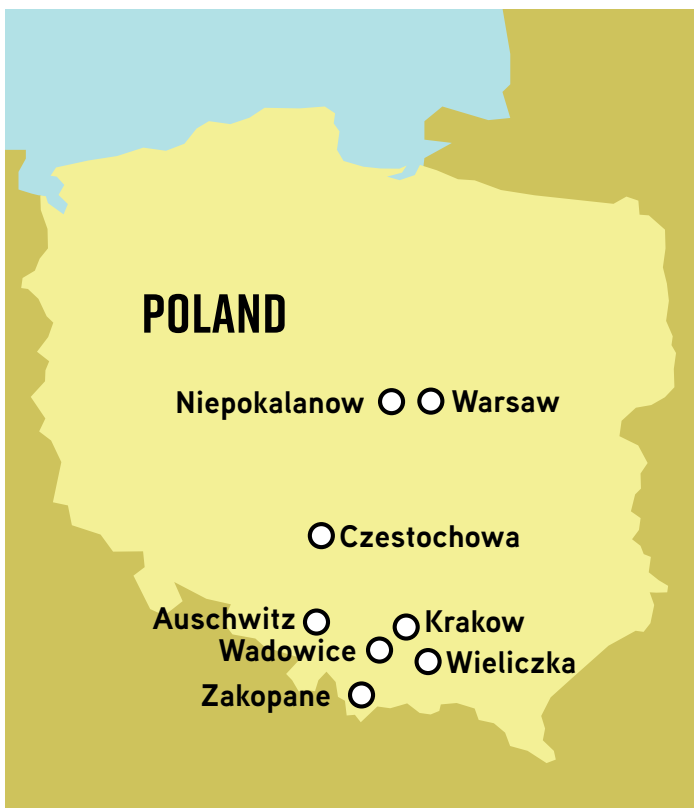 POLAND
Niepokalanow
Warsaw
Czestochowa
Auschwitz
Krakow
Wadowice
Wieliczka
Zakopane